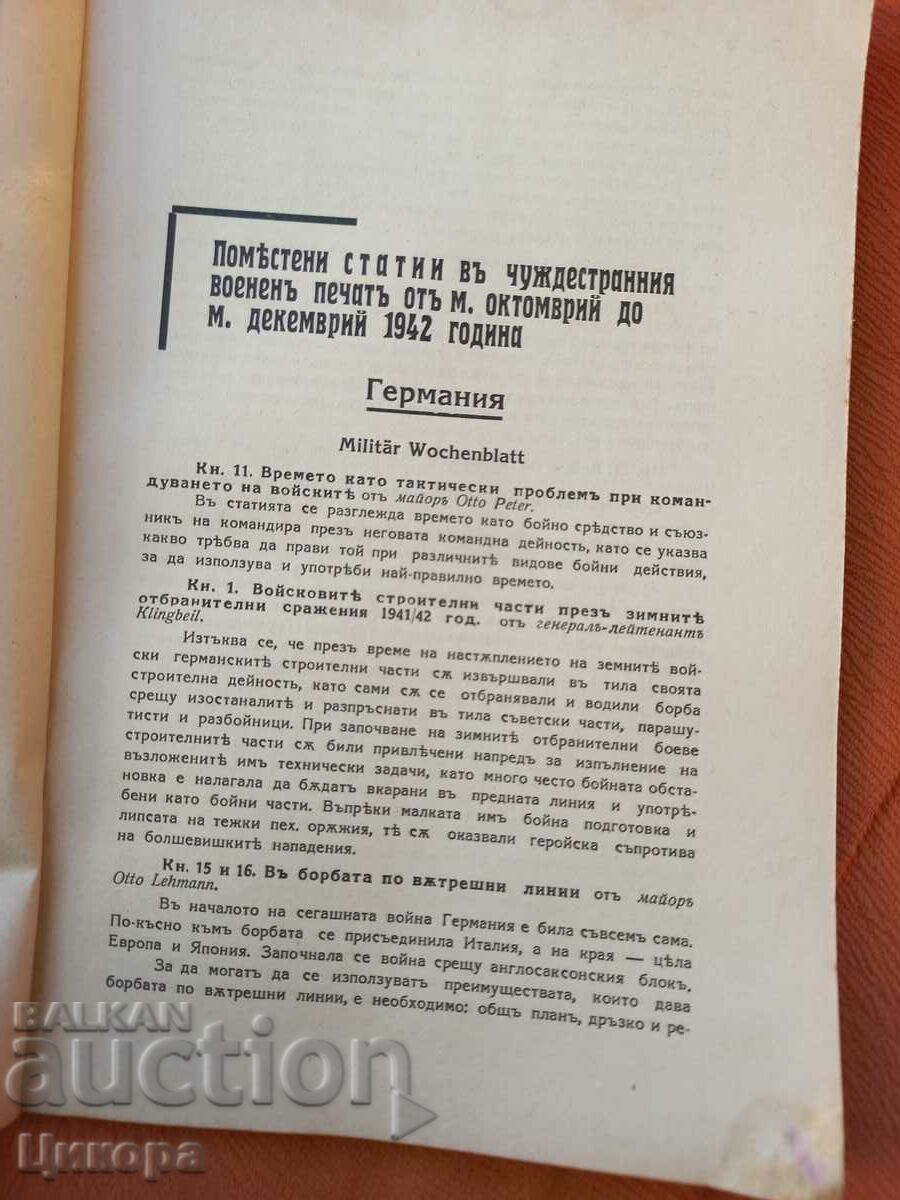 Помѣстени статии въ чуждестранния
военень печатъ отъ м. октомврий до
м. декемврий 1942 година
Германия
Militär Wochenblatt
Кн. 11. Времето като тактически проблемъ при коман-
дуването на войскитѣ отъ майоръ Otto Peter.
Въ статията се разглежда времето като бойно срѣдство и съюз-
никъ на командира презъ неговата командна дейность, като се указва
какво трѣбва да прави той при различнитѣ видове бойни действия,
за да използува и употрѣби най-правилно времето.
Кн. 1. Войсковитѣ строителни части презъ зимнитѣ
отбранителни сражения 1941/42 год. отъ генералъ-лейтенантъ
Klingbeil.
Изтъква се, че презъ време на настѫплението на земнитѣ вой-
ски германскитѣ строителни части сѫ извършвали въ тила своята
строителна дейность, като сами сѫ се отбранявали и водили борба
срещу изостаналитѣ и разпръснати въ тила съветски части, парашу-
тисти и разбойници. При започване на зимнитѣ отбранителни боеве
строителнитѣ части сѫ били привлѣчени напредъ за изпълнение на
възложенитѣ имъ технически задачи, като много често бойната обста-
новка е налагала да бѫдатъ вкарани въ предната линия и употрѣ-
бени като бойни части. Въпрѣки малката имъ бойна подготовка и
липсата на тежки пех. орѫжия, тѣ сѫ оказвали геройска съпротива
на болшевишкитѣ нападения.
Кн. 15 и 16. Въ борбата по вѫтрешни линии отъ майоръ
Otto Lehmann.
Въ началото на сегашната война Германия е била съвсемъ сама.
По-късно къмъ борбата се присъединила Италия, а на края — цѣла
Европа и Япония. Започнала се война срещу англосаксонския блокъ.
За да могатъ да се използуватъ преимуществата, които дава
борбата по вѫтрешни линии, е необходимо: общъ планъ, дръзко и ре-
BALKAN
auction
Цикора